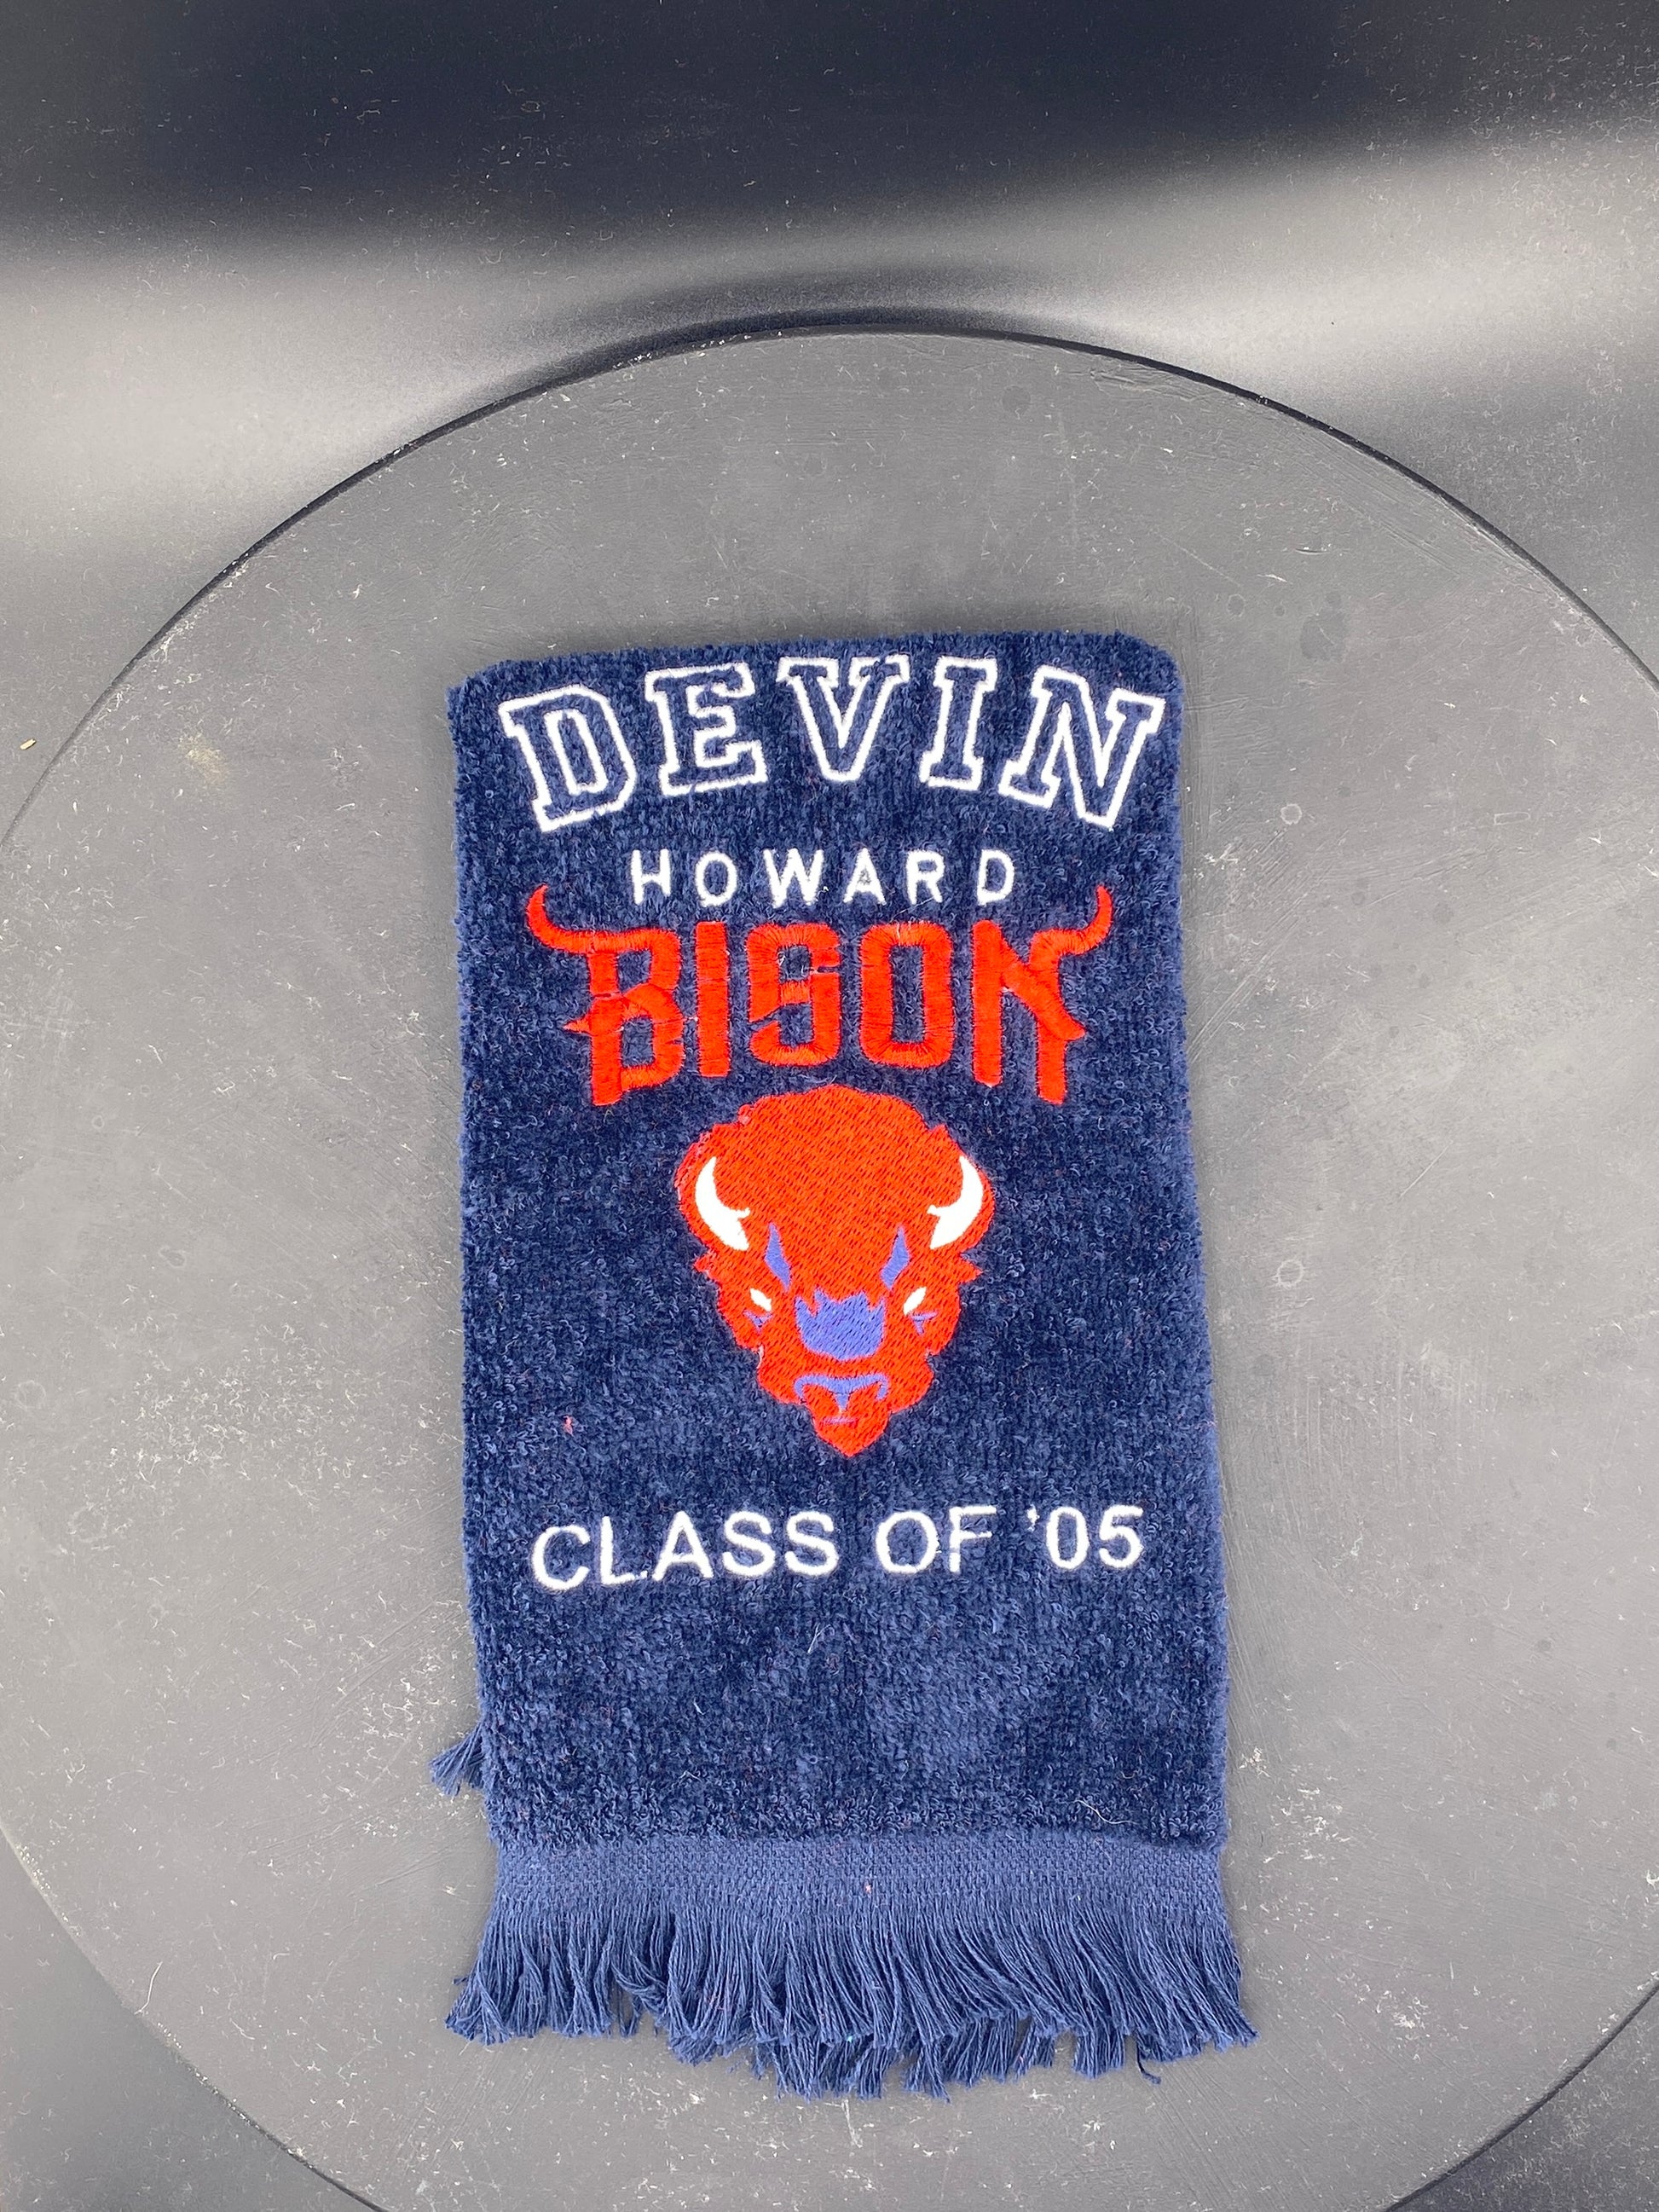 DEVIN
HOWARD
BISON
CLASS OF '05